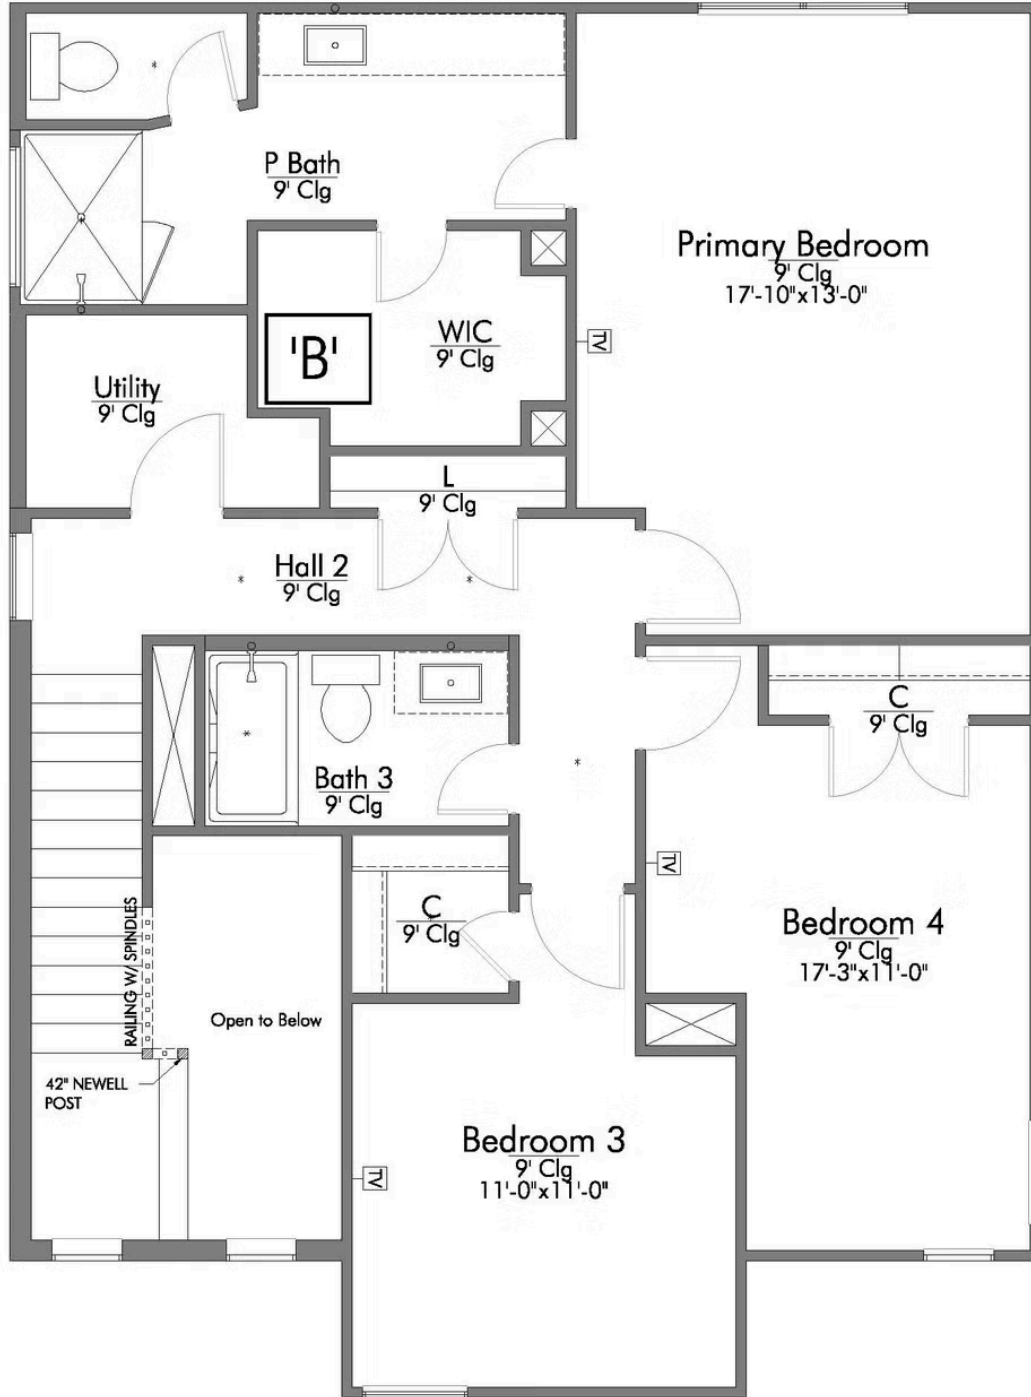 P Bath
9' Clg
Primary Bedroom
9' Clg
17'-10"x13'-0"
TV
'B'
WIC
9' Clg
Utility
9' Clg
L
9' Clg
Hall 2
9' Clg
C
9' Clg
Bath 3
9' Clg
TV
C
9' Clg
Bedroom 4
9' Clg
17'-3"x11'-0"
RAILING W/ SPINDLES
Open to Below
42" NEWELL
POST
Bedroom 3
9' Clg
11'-0"x11'-0"
TV